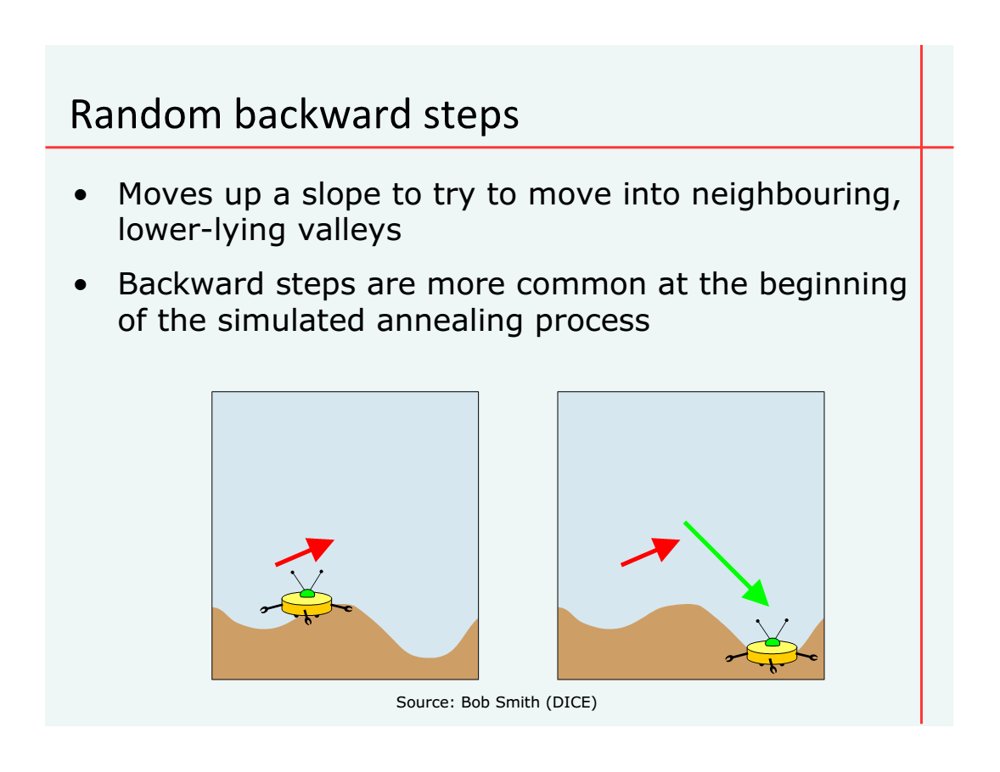 Random backward steps
• Moves up a slope to try to move into neighbouring,
lower-lying valleys
• Backward steps are more common at the beginning
of the simulated annealing process
Source: Bob Smith (DICE)